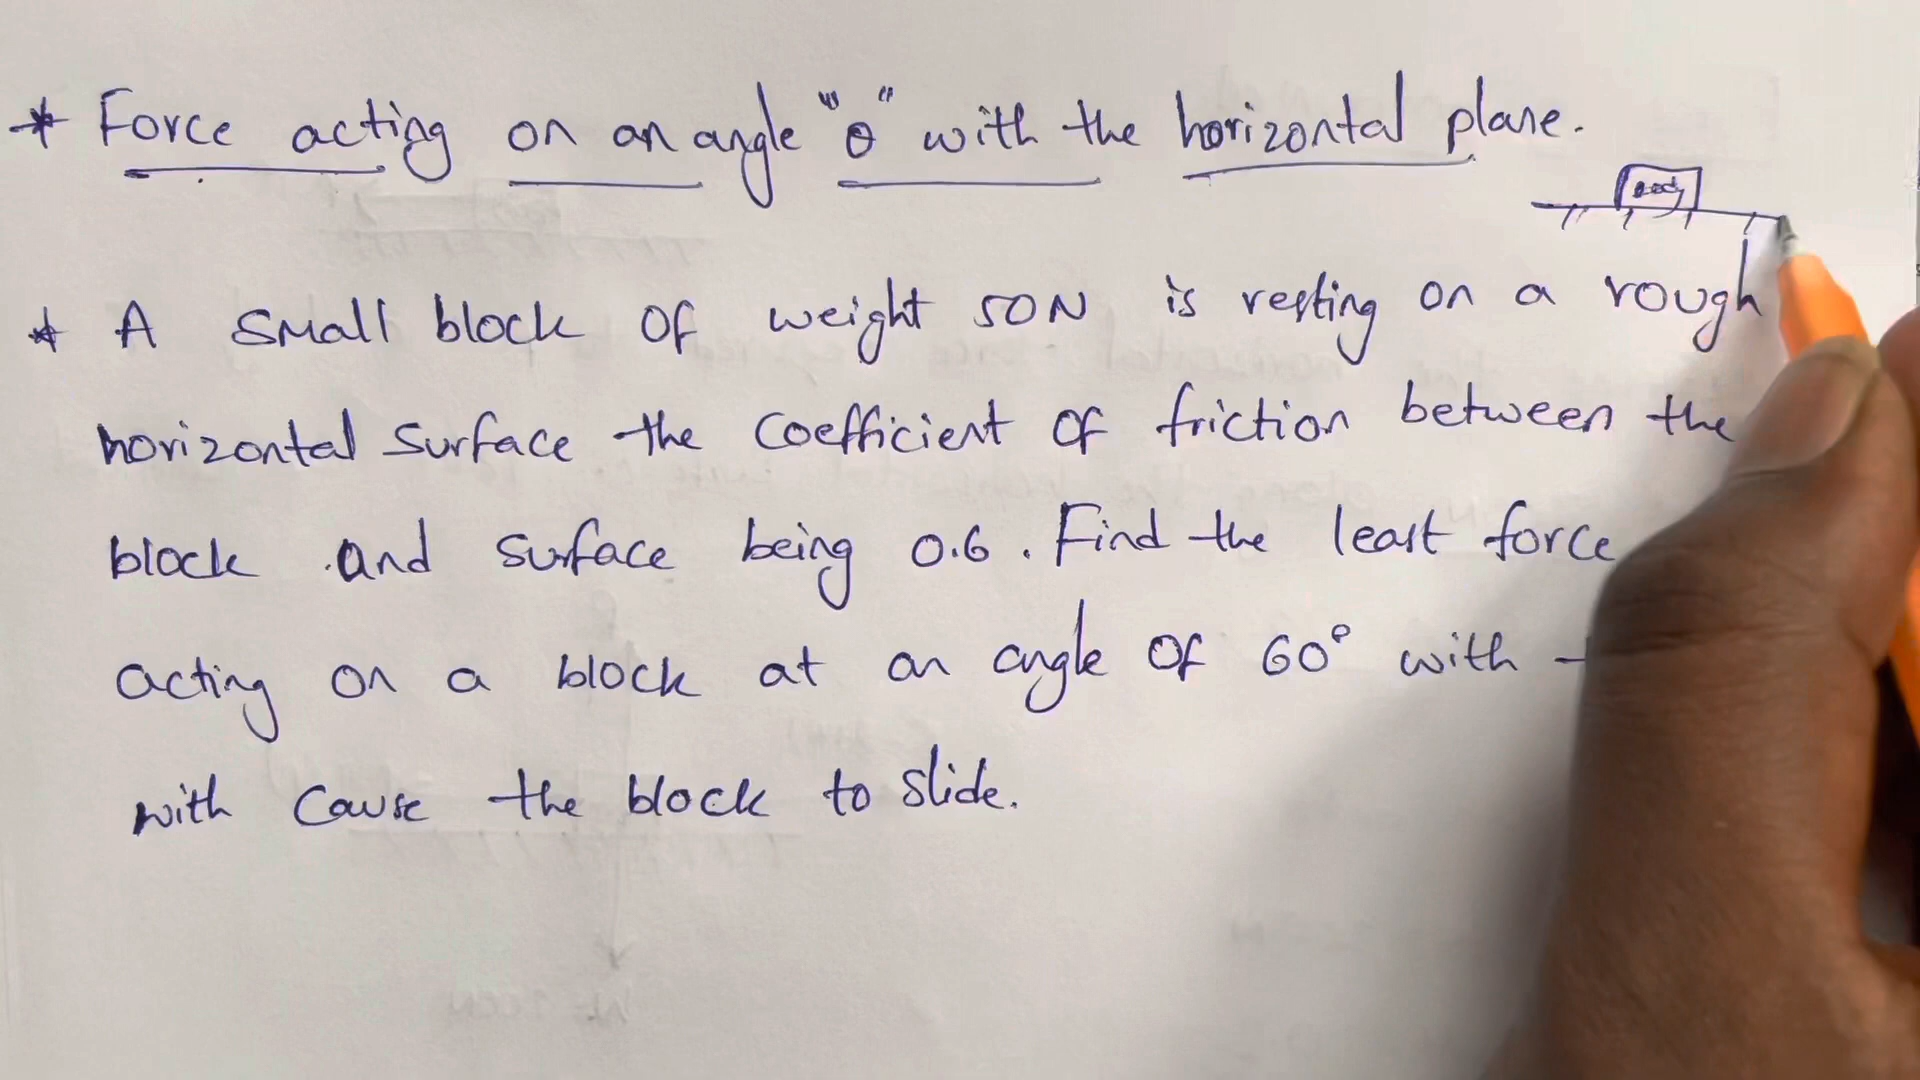 * Force acting on an angle "θ" with the horizontal plane.
body
* A small block of weight 50N is resting on a rough
horizontal surface the coefficient of friction between the
block and surface being 0.6. Find the least force
acting on a block at an angle of 60° with
with cause the block to slide.